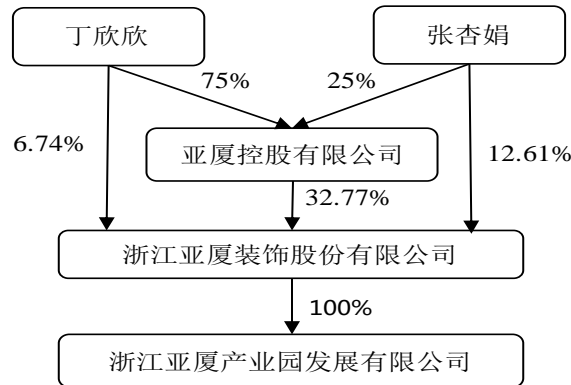 丁欣欣
张杏娟
75%
25%
6.74%
亚厦控股有限公司
12.61%
32.77%
浙江亚厦装饰股份有限公司
100%
浙江亚厦产业园发展有限公司